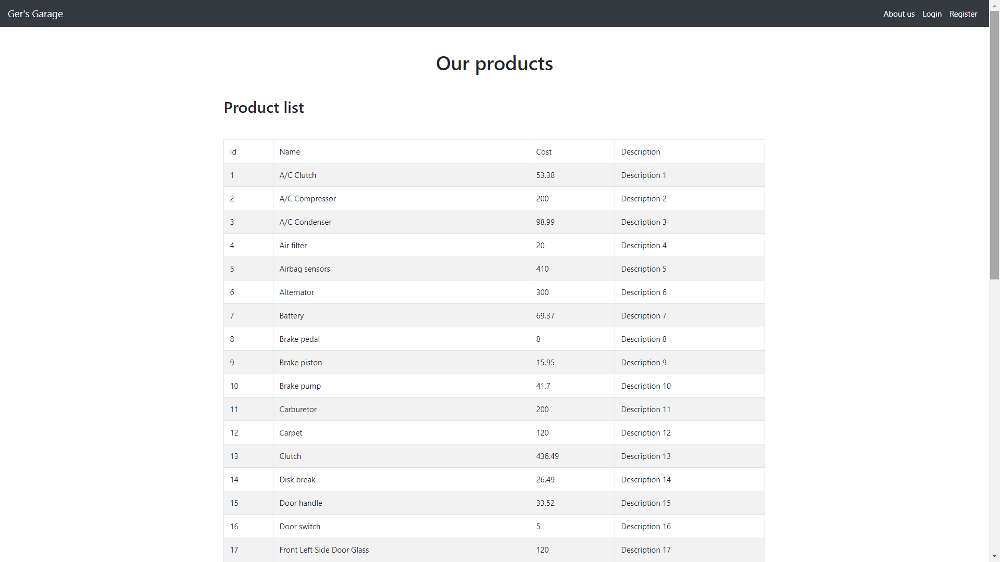 Ger's Garage About us Login Register
Our products
Product list
Id Name Cost Description
1 A/C Clutch 53.38 Description 1
2 A/C Compressor 200 Description 2
3 A/C Condenser 98.99 Description 3
4 Air filter 20 Description 4
5 Airbag sensors 410 Description 5
6 Alternator 300 Description 6
7 Battery 69.37 Description 7
8 Brake pedal 8 Description 8
9 Brake piston 15.95 Description 9
10 Brake pump 41.7 Description 10
11 Carburetor 200 Description 11
12 Carpet 120 Description 12
13 Clutch 436.49 Description 13
14 Disk break 26.49 Description 14
15 Door handle 33.52 Description 15
16 Door switch 5 Description 16
17 Front Left Side Door Glass 120 Description 17